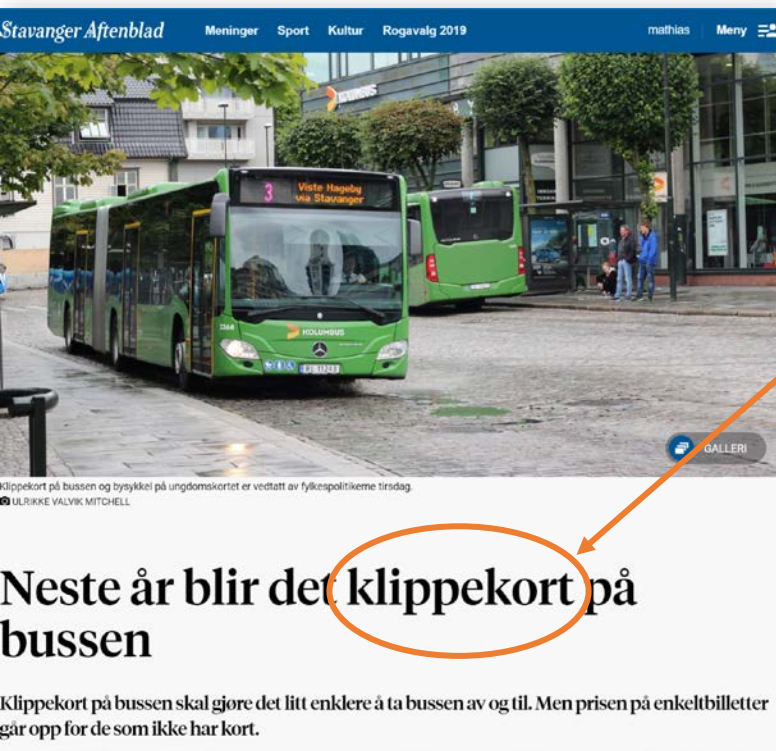 Stavanger Aftenblad
Meninger Sport Kultur Rogavalg 2019 mathias Meny
3 Viste Hageby
via Stavanger
KOLUMBUS
GALLERI
Klippekort på bussen og bysykkel på ungdomskortet er vedtatt av fylkespolitikerne tirsdag.
ULRIKKE VALVIK MITCHELL
Neste år blir det klippekort på
bussen
Klippekort på bussen skal gjøre det litt enklere å ta bussen av og til. Men prisen på enkeltbilletter
går opp for de som ikke har kort.